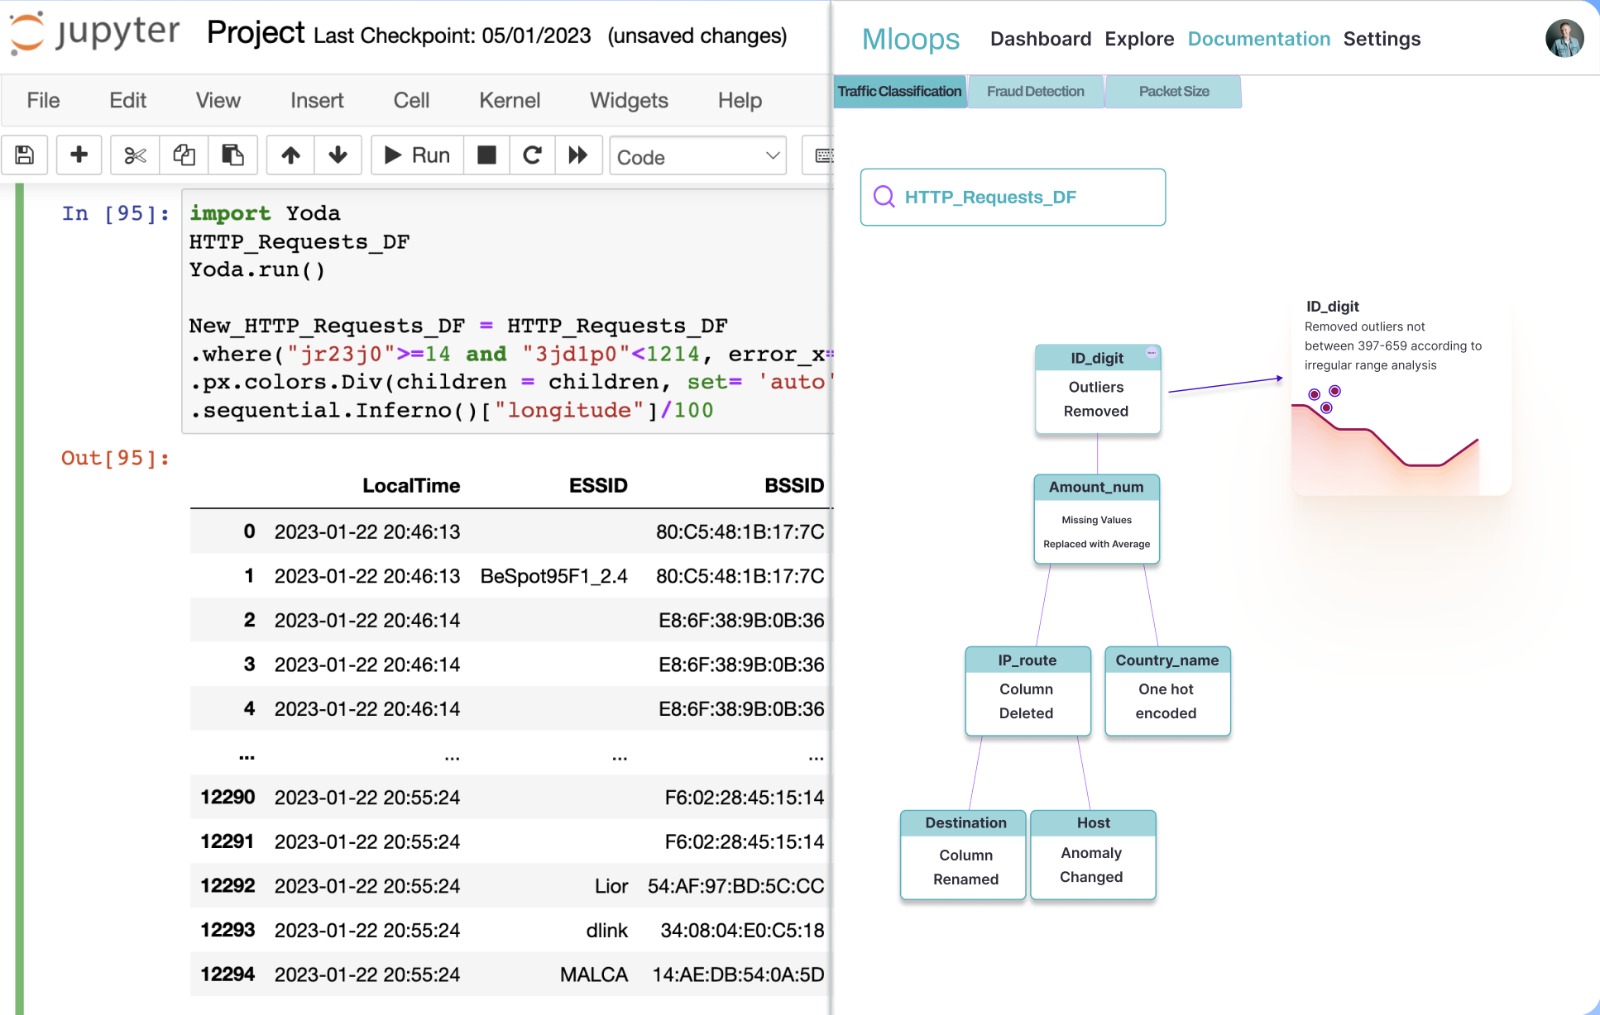 jupyter Project Last Checkpoint: 05/01/2023 (unsaved changes)
File Edit View Insert Cell Kernel Widgets Help
Run Code
In [95]:
import Yoda
HTTP_Requests_DF
Yoda.run()
New_HTTP_Requests_DF = HTTP_Requests_DF
.where("jr23j0">=14 and "3jd1p0"<1214, error_x=
.px.colors.Div(children = children, set= 'auto'
.sequential.Inferno()["longitude"]/100
Out[95]:
LocalTime ESSID BSSID
0 2023-01-22 20:46:13 80:C5:48:1B:17:7C
1 2023-01-22 20:46:13 BeSpot95F1_2.4 80:C5:48:1B:17:7C
2 2023-01-22 20:46:14 E8:6F:38:9B:0B:36
3 2023-01-22 20:46:14 E8:6F:38:9B:0B:36
4 2023-01-22 20:46:14 E8:6F:38:9B:0B:36
... ... ... ...
12290 2023-01-22 20:55:24 F6:02:28:45:15:14
12291 2023-01-22 20:55:24 F6:02:28:45:15:14
12292 2023-01-22 20:55:24 Lior 54:AF:97:BD:5C:CC
12293 2023-01-22 20:55:24 dlink 34:08:04:E0:C5:18
12294 2023-01-22 20:55:24 MALCA 14:AE:DB:54:0A:5D
Mloops Dashboard Explore Documentation Settings
Traffic Classification Fraud Detection Packet Size
HTTP_Requests_DF
ID_digit
Removed outliers not
between 397-659 according to
irregular range analysis
ID_digit
Outliers
Removed
Amount_num
Missing Values
Replaced with Average
IP_route
Column
Deleted
Country_name
One hot
encoded
Destination
Column
Renamed
Host
Anomaly
Changed